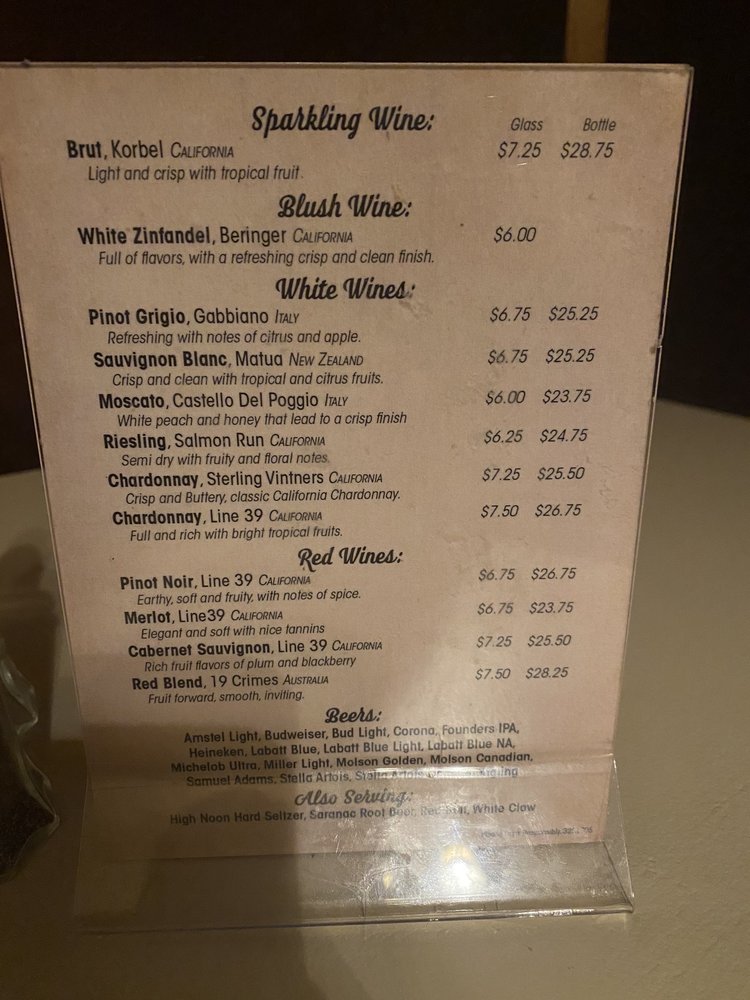 Sparkling Wine: Glass Bottle
Brut, Korbel CALIFORNIA $7.25 $28.75
Light and crisp with tropical fruit.
Blush Wine:
White Zinfandel, Beringer CALIFORNIA $6.00
Full of flavors, with a refreshing crisp and clean finish.
White Wines:
Pinot Grigio, Gabbiano ITALY $6.75 $25.25
Refreshing with notes of citrus and apple.
Sauvignon Blanc, Matua NEW ZEALAND $6.75 $25.25
Crisp and clean with tropical and citrus fruits.
Moscato, Castello Del Poggio ITALY $6.00 $23.75
White peach and honey that lead to a crisp finish
Riesling, Salmon Run CALIFORNIA $6.25 $24.75
Semi dry with fruity and floral notes.
Chardonnay, Sterling Vintners CALIFORNIA $7.25 $25.50
Crisp and Buttery, classic California Chardonnay.
Chardonnay, Line 39 CALIFORNIA $7.50 $26.75
Full and rich with bright tropical fruits.
Red Wines:
Pinot Noir, Line 39 CALIFORNIA $6.75 $26.75
Earthy, soft and fruity, with notes of spice.
Merlot, Line39 CALIFORNIA $6.75 $23.75
Elegant and soft with nice tannins
Cabernet Sauvignon, Line 39 CALIFORNIA $7.25 $25.50
Rich fruit flavors of plum and blackberry
Red Blend, 19 Crimes AUSTRALIA $7.50 $28.25
Fruit forward, smooth, inviting.
Beers:
Amstel Light, Budweiser, Bud Light, Corona, Founders IPA,
Heineken, Labatt Blue, Labatt Blue Light, Labatt Blue NA,
Michelob Ultra, Miller Light, Molson Golden, Molson Canadian,
Samuel Adams, Stella Artois,
Also Serving:
High Noon Hard Seltzer, Saranac Root Beer, Red Bull, White Claw
Responsibly.